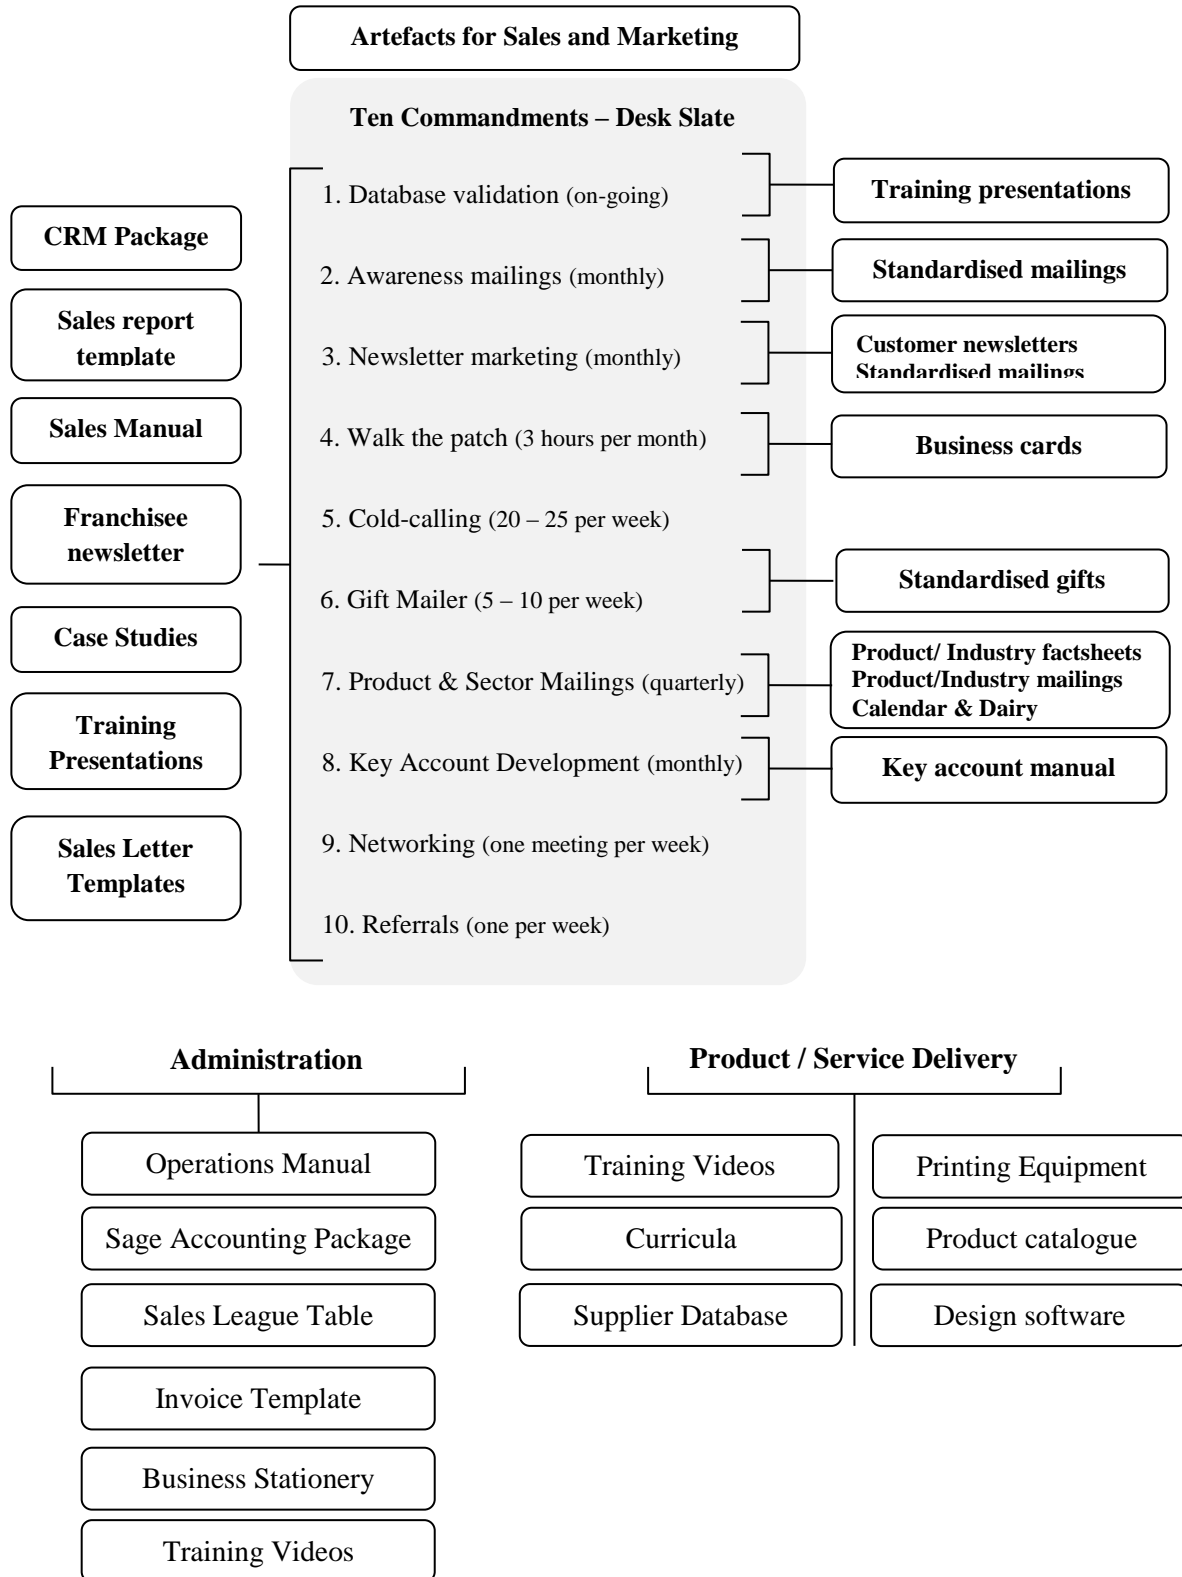 Artefacts for Sales and Marketing
Ten Commandments – Desk Slate
CRM Package
Sales report
template
Sales Manual
Franchisee
newsletter
Case Studies
Training
Presentations
Sales Letter
Templates
1. Database validation (on-going)
2. Awareness mailings (monthly)
3. Newsletter marketing (monthly)
4. Walk the patch (3 hours per month)
5. Cold-calling (20 – 25 per week)
6. Gift Mailer (5 – 10 per week)
7. Product & Sector Mailings (quarterly)
8. Key Account Development (monthly)
9. Networking (one meeting per week)
10. Referrals (one per week)
Training presentations
Standardised mailings
Customer newsletters
Standardised mailings
Business cards
Standardised gifts
Product/ Industry factsheets
Product/Industry mailings
Calendar & Dairy
Key account manual
Administration
Operations Manual
Sage Accounting Package
Sales League Table
Invoice Template
Business Stationery
Training Videos
Product / Service Delivery
Training Videos
Curricula
Supplier Database
Printing Equipment
Product catalogue
Design software